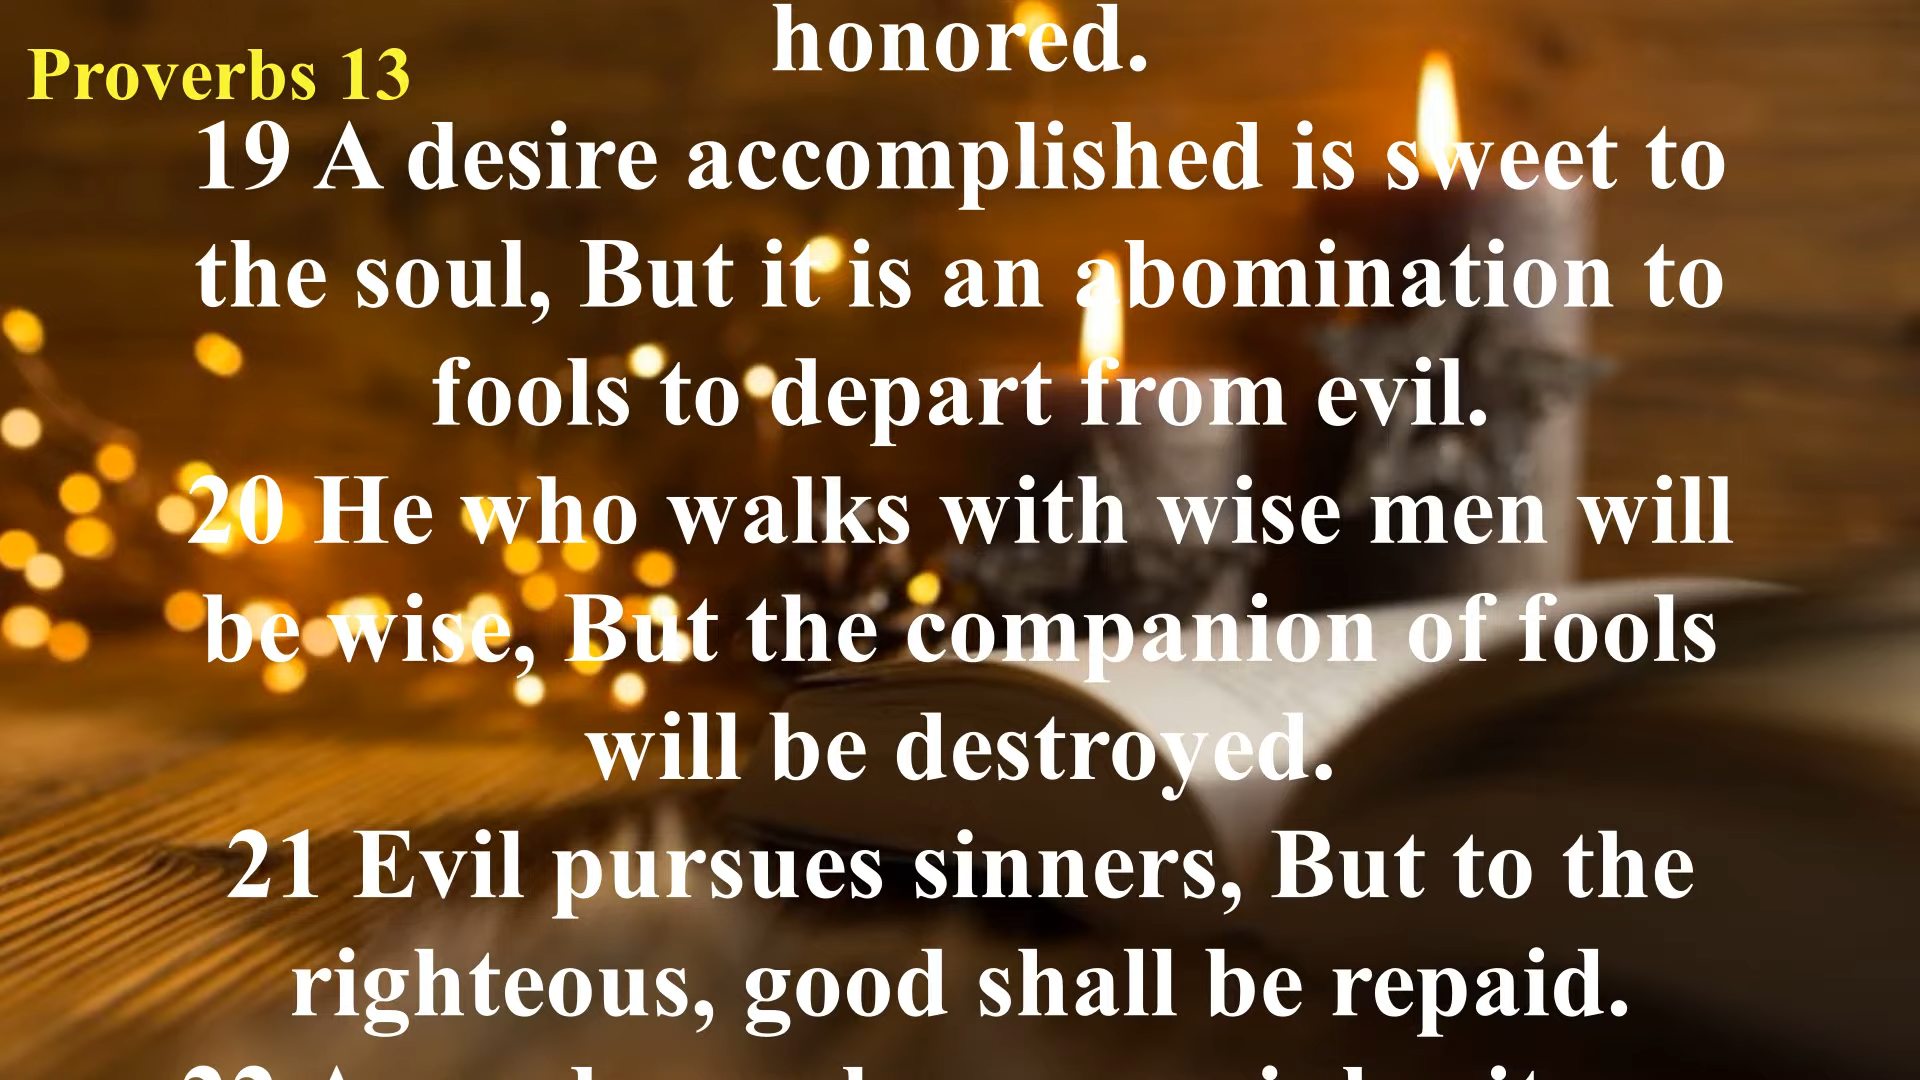 honored.
Proverbs 13
19 A desire accomplished is sweet to
the soul, But it is an abomination to
fools to depart from evil.
20 He who walks with wise men will
be wise, But the companion of fools
will be destroyed.
21 Evil pursues sinners, But to the
righteous, good shall be repaid.